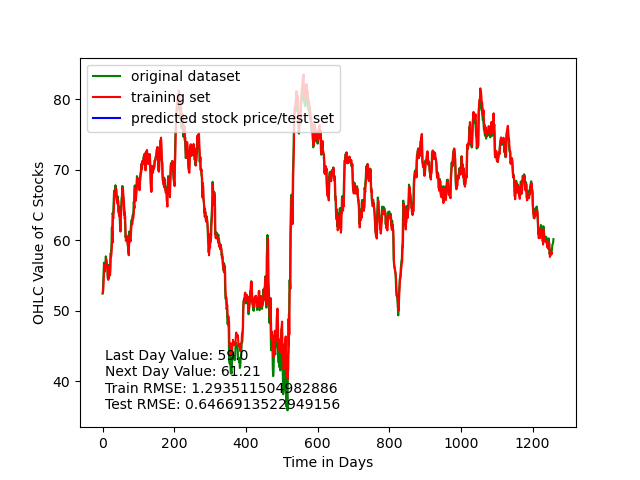 original dataset
training set
predicted stock price/test set
80
70
60
50
40
OHLC Value of C Stocks
Last Day Value: 59.0
Next Day Value: 61.21
Train RMSE: 1.293511504982886
Test RMSE: 0.6466913522949156
0 200 400 600 800 1000 1200
Time in Days